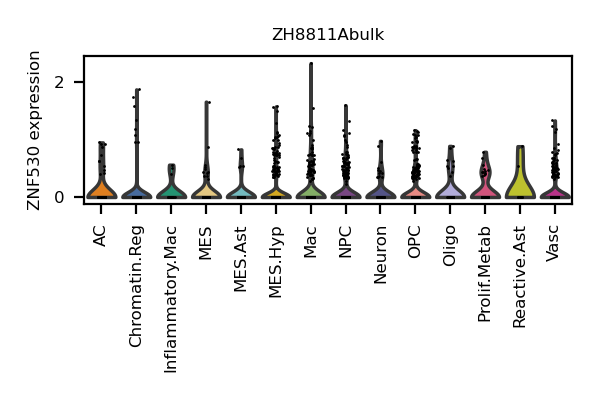 ZH8811Abulk
ZNF530 expression
2
0
AC
Chromatin.Reg
Inflammatory.Mac
MES
MES.Ast
MES.Hyp
Mac
NPC
Neuron
OPC
Oligo
Prolif.Metab
Reactive.Ast
Vasc